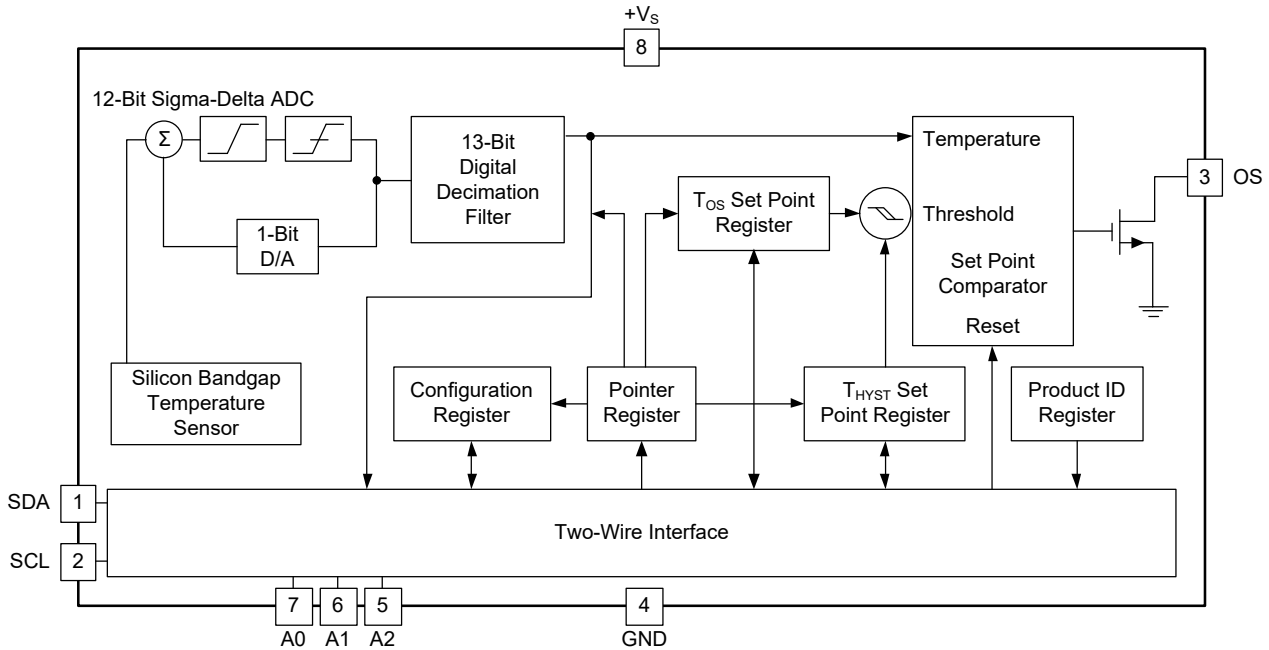 +VS
8
12-Bit Sigma-Delta ADC
Σ
13-Bit
Digital
Decimation
Filter
1-Bit
D/A
TOS Set Point
Register
Temperature
Threshold
Set Point
Comparator
Reset
3
OS
Silicon Bandgap
Temperature
Sensor
Configuration
Register
Pointer
Register
THYST Set
Point Register
Product ID
Register
SDA
1
SCL
2
Two-Wire Interface
7
6
5
4
A0
A1
A2
GND